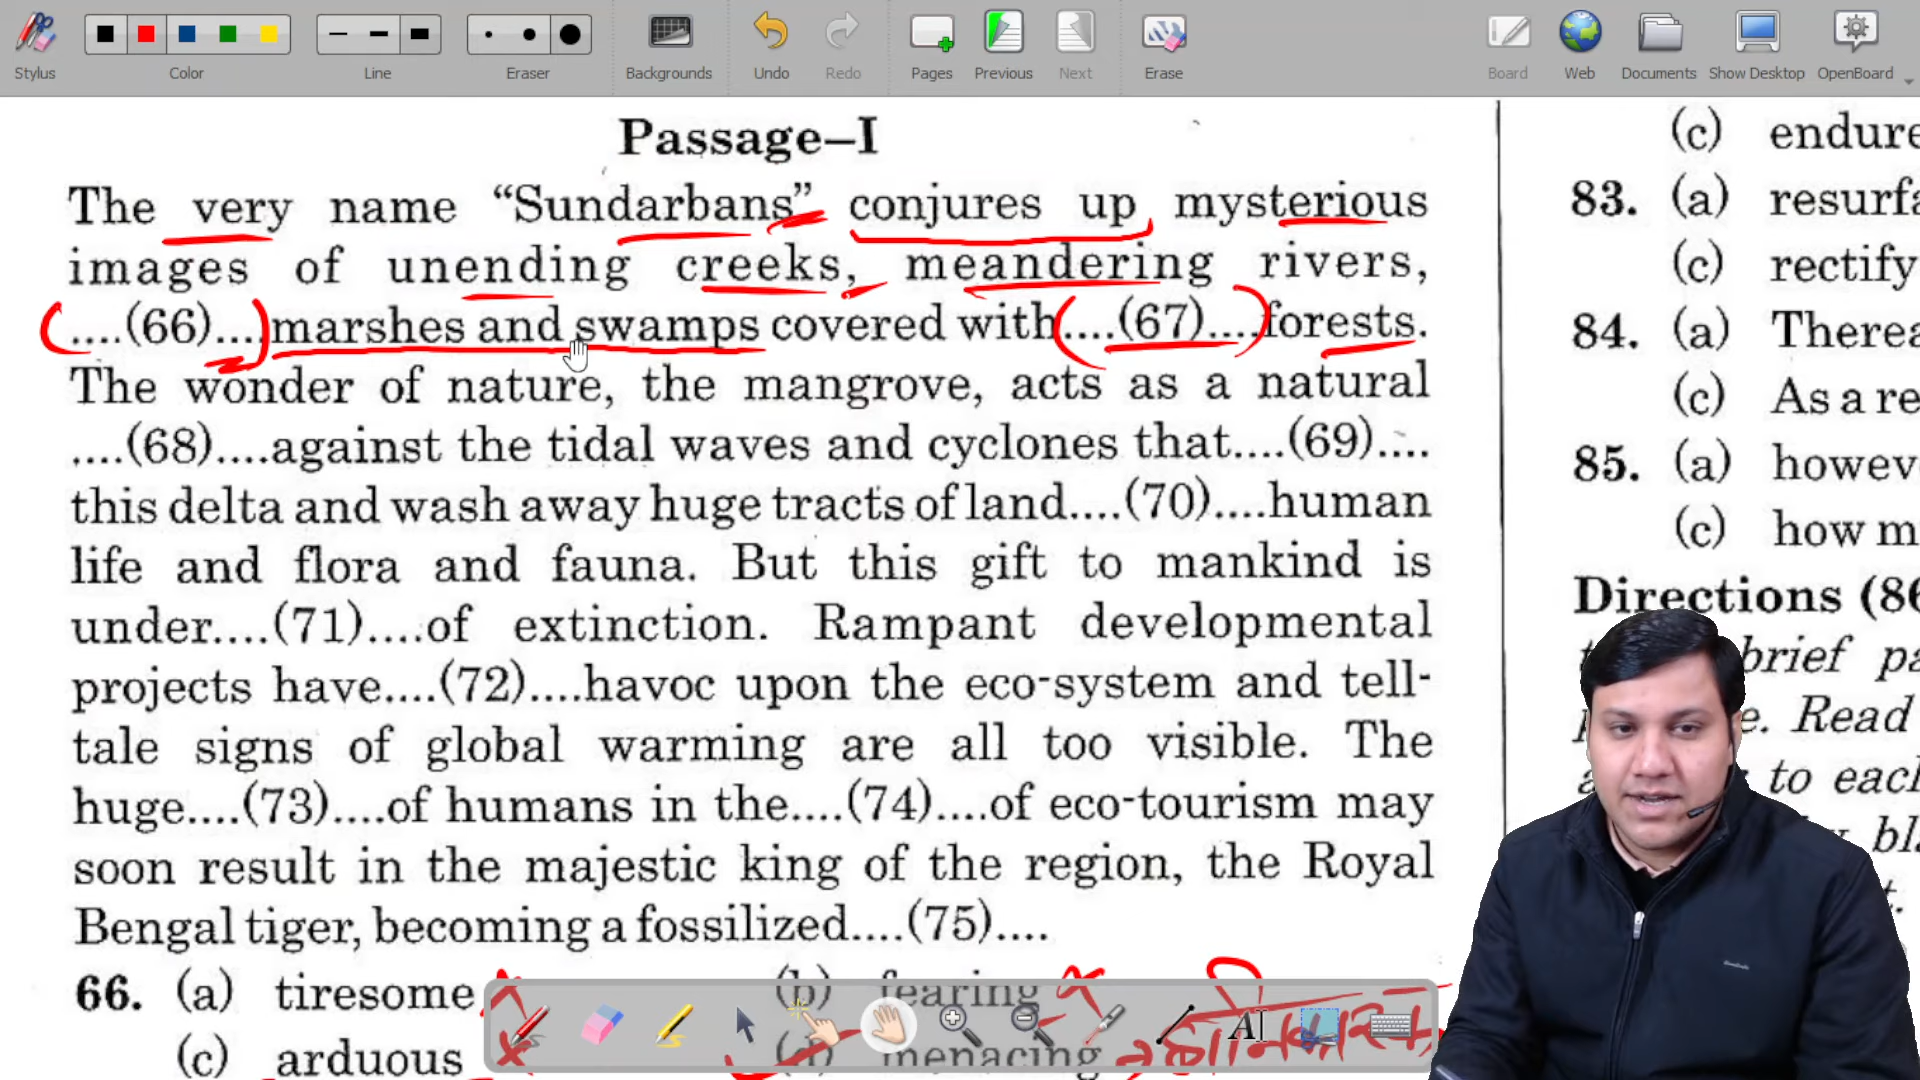 Stylus Color Line Eraser Backgrounds Undo Redo Pages Previous Next Erase Board Web Documents Show Desktop OpenBoard
Passage–I
The very name “Sundarbans” conjures up mysterious
images of unending creeks, meandering rivers,
....(66)....marshes and swamps covered with....(67)....forests.
The wonder of nature, the mangrove, acts as a natural
....(68)....against the tidal waves and cyclones that....(69)....
this delta and wash away huge tracts of land....(70)....human
life and flora and fauna. But this gift to mankind is
under....(71)....of extinction. Rampant developmental
projects have....(72)....havoc upon the eco-system and tell-
tale signs of global warming are all too visible. The
huge....(73)....of humans in the....(74)....of eco-tourism may
soon result in the majestic king of the region, the Royal
Bengal tiger, becoming a fossilized....(75)....
66. (a) tiresome (b) fearing
(c) arduous (d) menacing
(c) endure
83. (a) resurfa
(c) rectify
84. (a) Therea
(c) As a re
85. (a) howev
(c) how m
Directions (86
brief pa
e. Read
to each
bl